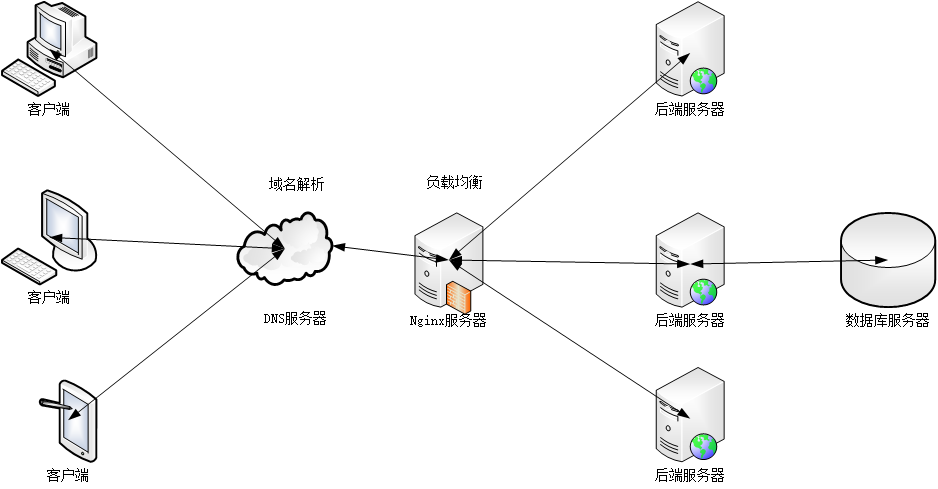 客户端
后端服务器
域名解析
负载均衡
客户端
DNS服务器
Nginx服务器
后端服务器
数据库服务器
客户端
后端服务器